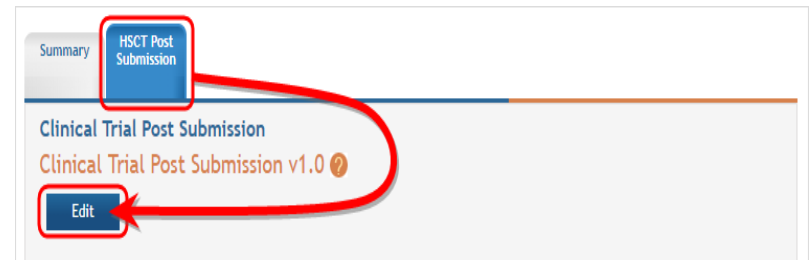 Summary
HSCT Post
Submission
Clinical Trial Post Submission
Clinical Trial Post Submission v1.0 ?
Edit